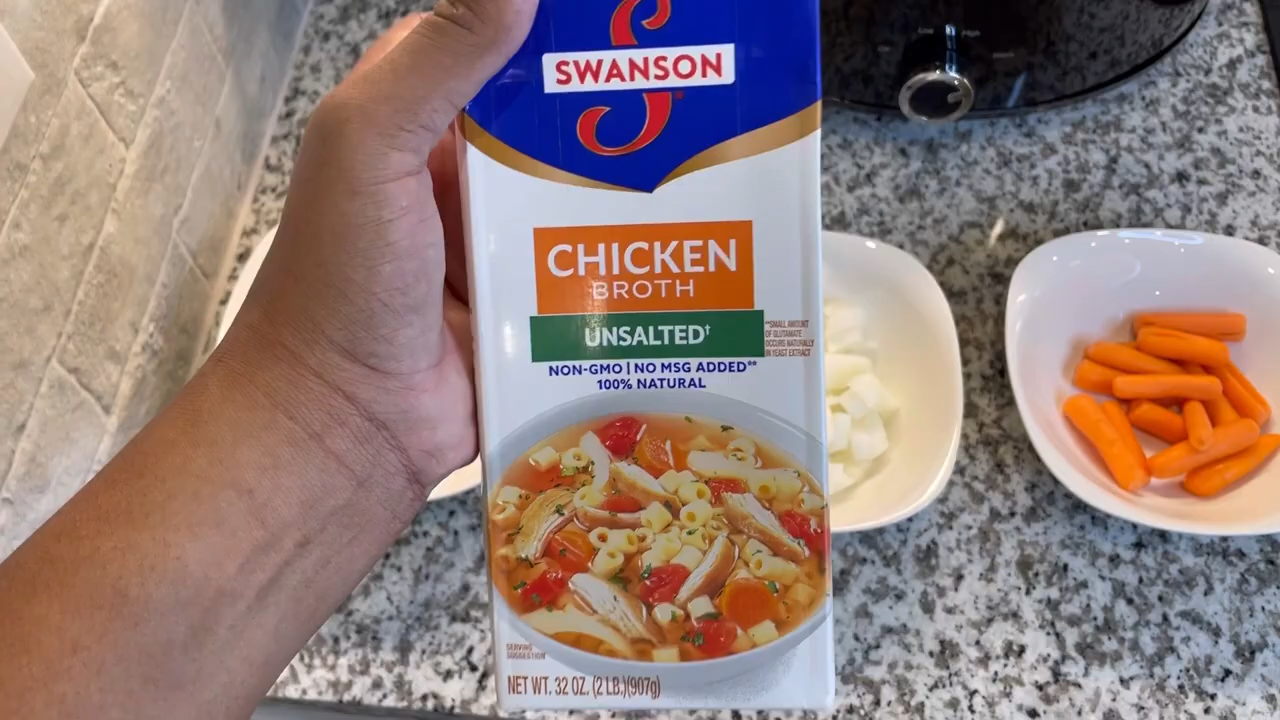 SWANSON
CHICKEN
BROTH
UNSALTED†
**SMALL AMOUNT
OF GLUTAMATE
OCCURS NATURALLY
IN YEAST EXTRACT
NON-GMO | NO MSG ADDED**
100% NATURAL
SERVING
SUGGESTION
NET WT. 32 OZ. (2 LB.)(907g)